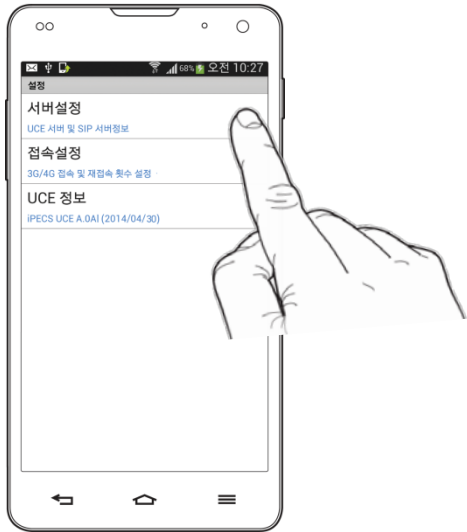 68% 오전 10:27
설정
서버설정
UCE 서버 및 SIP 서버정보
접속설정
3G/4G 접속 및 재접속 횟수 설정
UCE 정보
iPECS UCE A.0AI (2014/04/30)